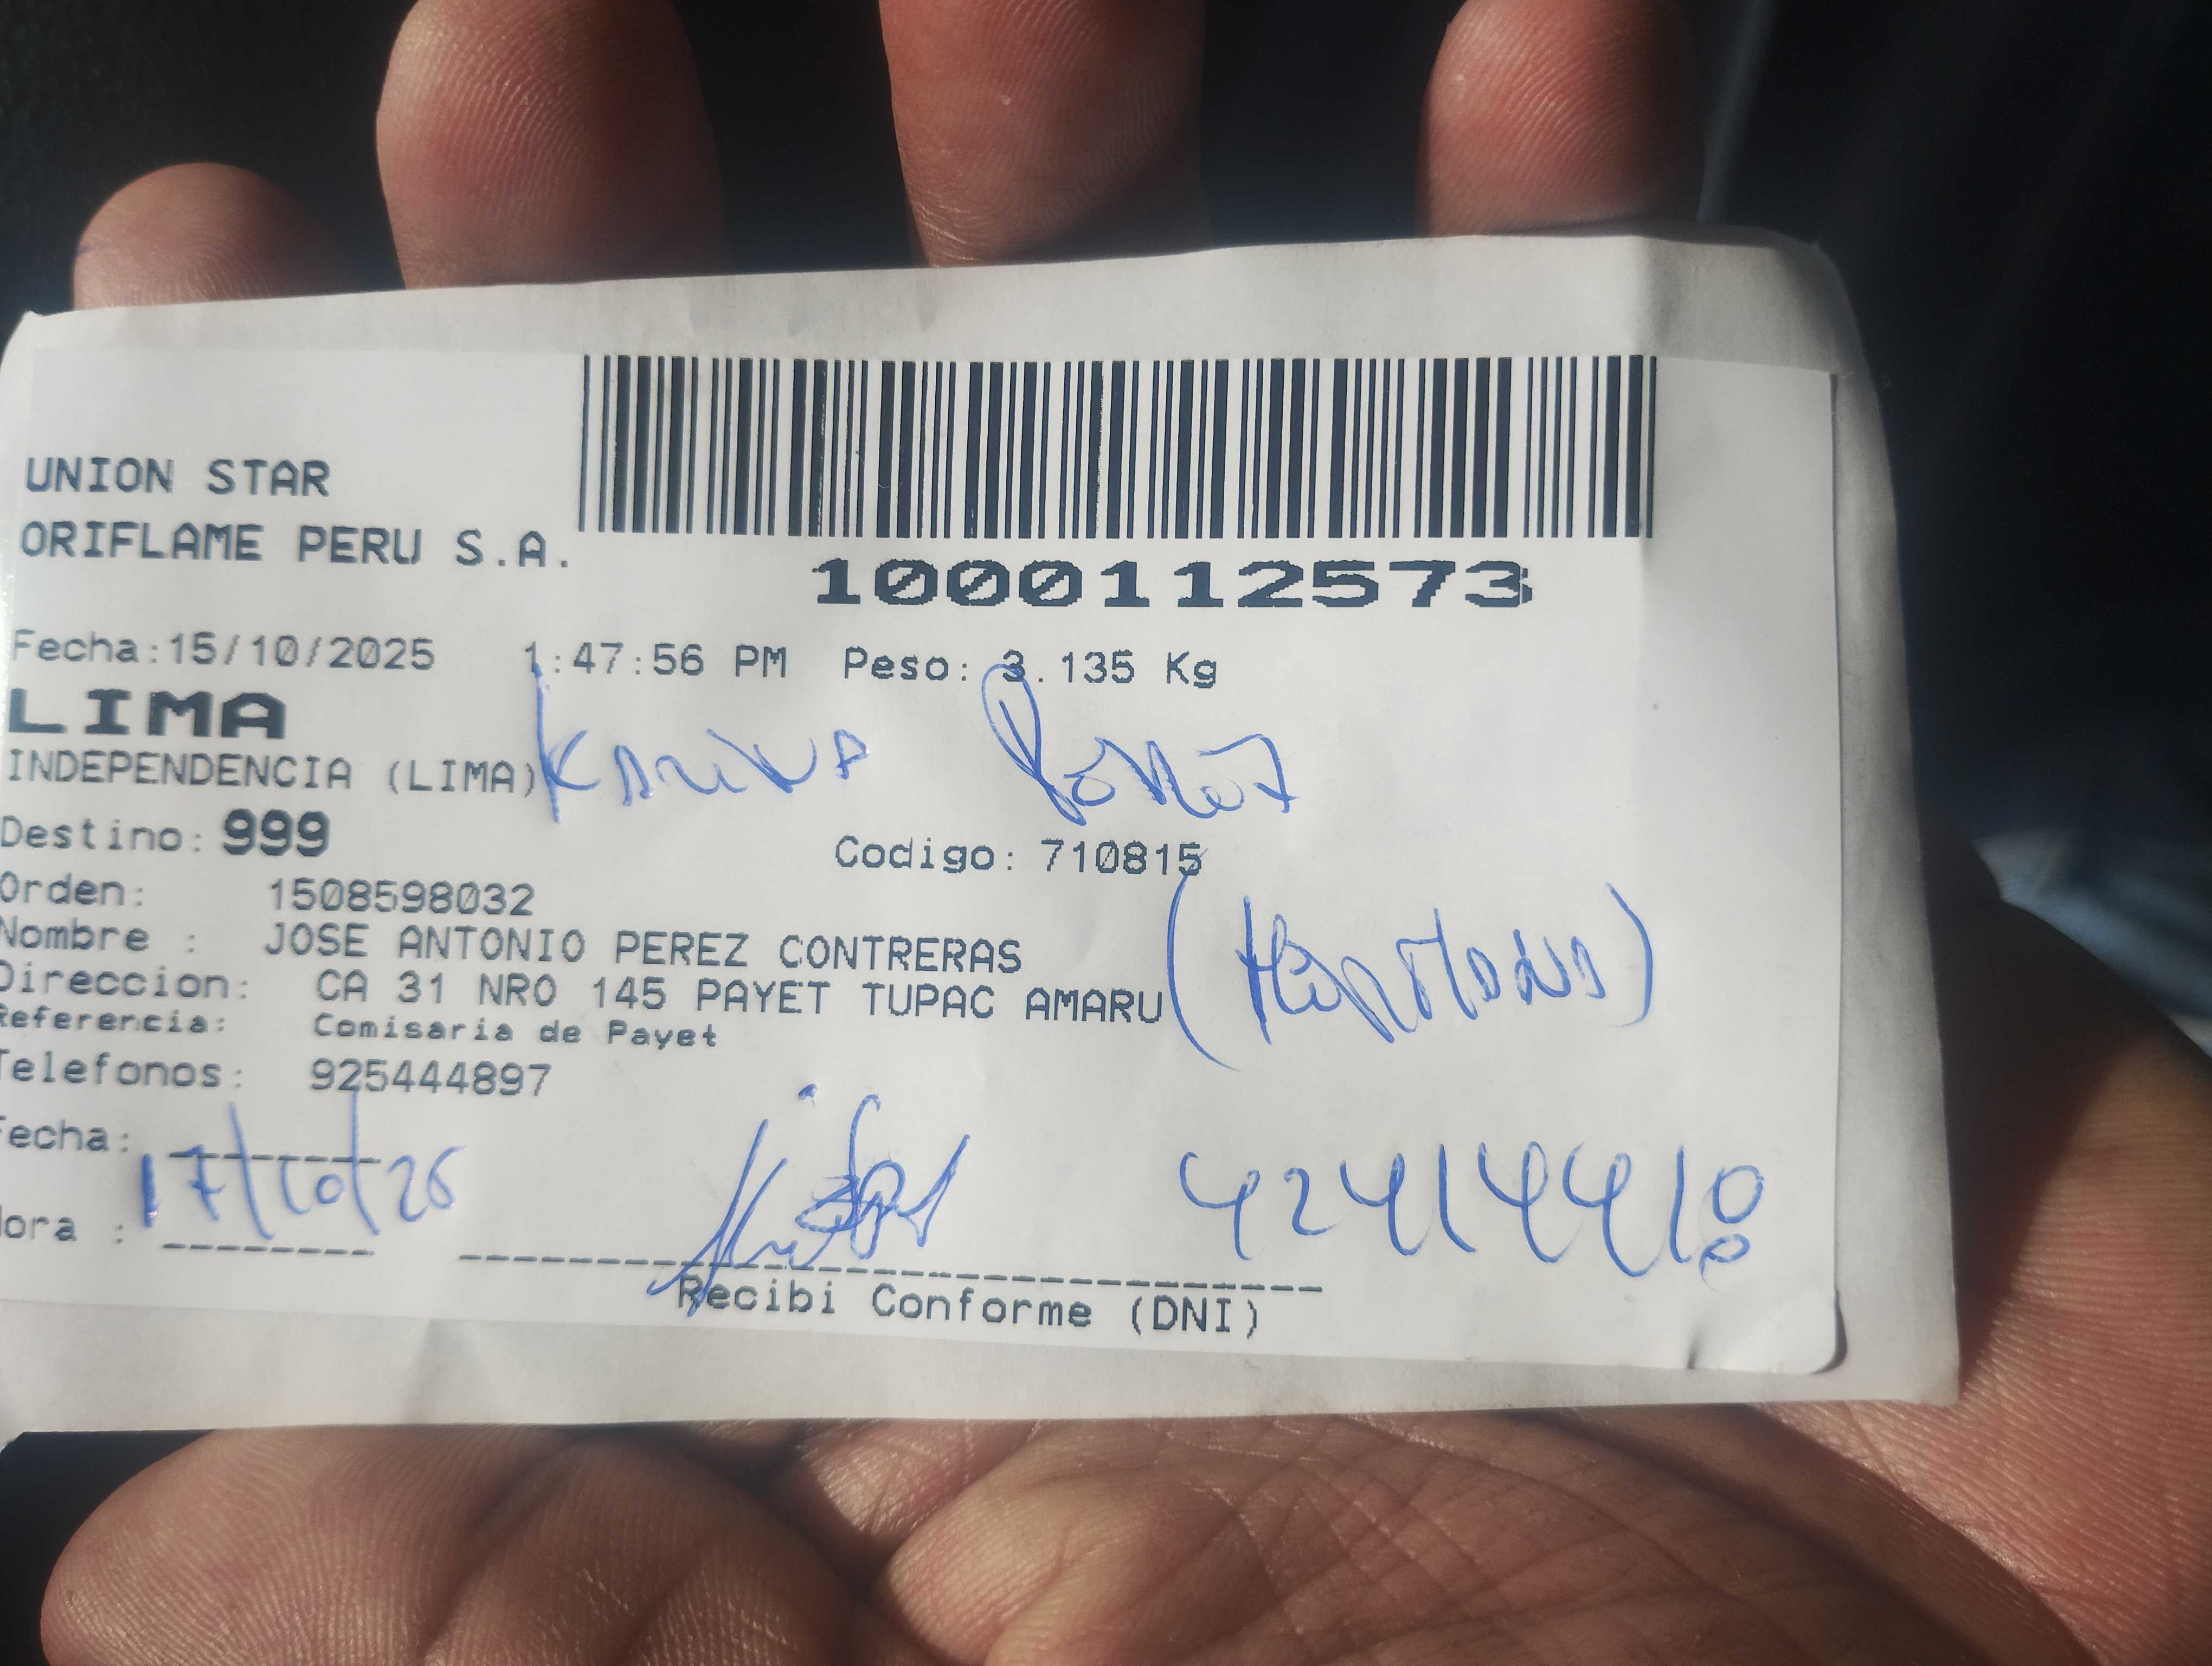 UNION STAR
ORIFLAME PERU S.A.
1000112573
Fecha:15/10/2025 1:47:56 PM Peso: 3.135 Kg
LIMA
INDEPENDENCIA (LIMA)
Karina
Destino: 999
Codigo: 710815
Orden: 1508598032
Nombre : JOSE ANTONIO PEREZ CONTRERAS
Direccion: CA 31 NRO 145 PAYET TUPAC AMARU
Referencia: Comisaria de Payet
Telefonos: 925444897
Fecha:
17/10/25
ora :
Recibi Conforme (DNI)